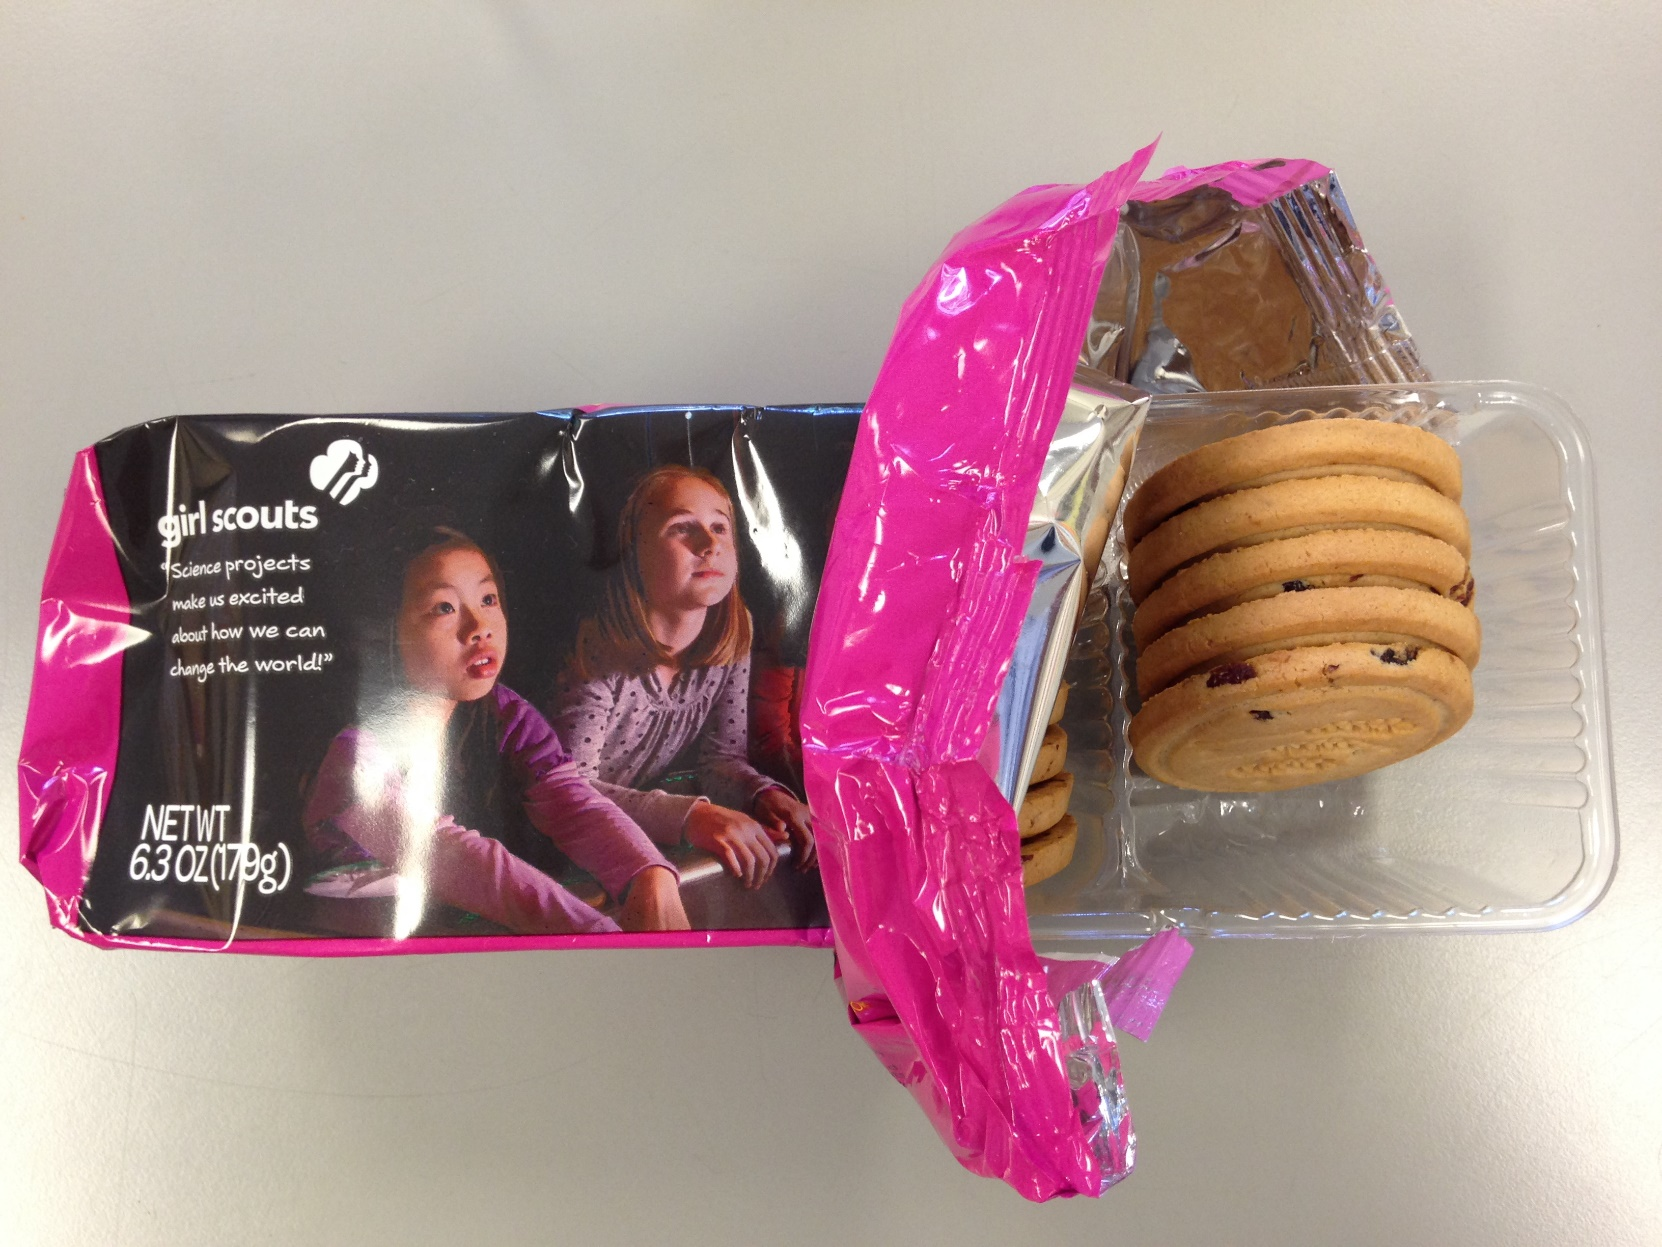 girl scouts
"Science projects
make us excited
about how we can
change the world!"
NET WT
6.3 OZ (179g)